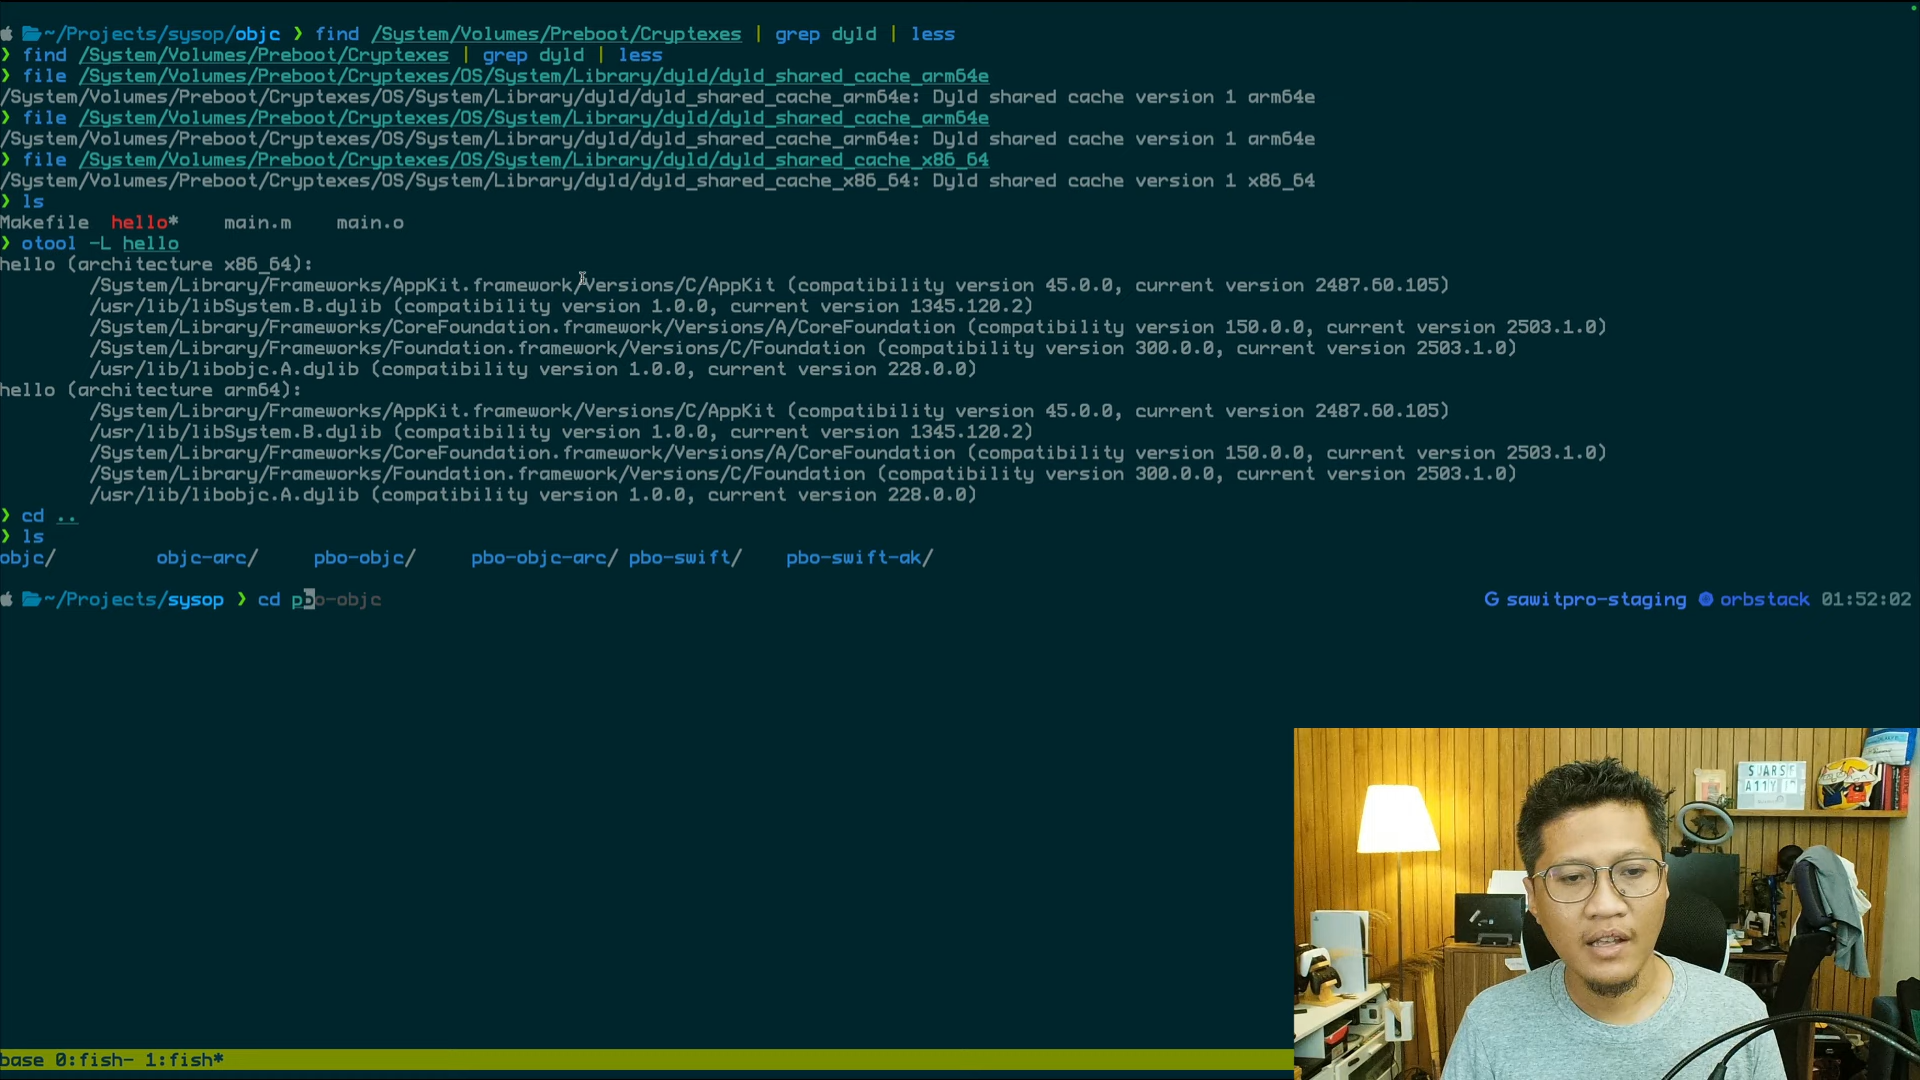 ~/Projects/sysop/objc ❯ find /System/Volumes/Preboot/Cryptexes | grep dyld | less
❯ find /System/Volumes/Preboot/Cryptexes | grep dyld | less
❯ file /System/Volumes/Preboot/Cryptexes/OS/System/Library/dyld/dyld_shared_cache_arm64e
/System/Volumes/Preboot/Cryptexes/OS/System/Library/dyld/dyld_shared_cache_arm64e: Dyld shared cache version 1 arm64e
❯ file /System/Volumes/Preboot/Cryptexes/OS/System/Library/dyld/dyld_shared_cache_arm64e
/System/Volumes/Preboot/Cryptexes/OS/System/Library/dyld/dyld_shared_cache_arm64e: Dyld shared cache version 1 arm64e
❯ file /System/Volumes/Preboot/Cryptexes/OS/System/Library/dyld/dyld_shared_cache_x86_64
/System/Volumes/Preboot/Cryptexes/OS/System/Library/dyld/dyld_shared_cache_x86_64: Dyld shared cache version 1 x86_64
❯ ls
Makefile hello* main.m main.o
❯ otool -L hello
hello (architecture x86_64):
/System/Library/Frameworks/AppKit.framework/Versions/C/AppKit (compatibility version 45.0.0, current version 2487.60.105)
/usr/lib/libSystem.B.dylib (compatibility version 1.0.0, current version 1345.120.2)
/System/Library/Frameworks/CoreFoundation.framework/Versions/A/CoreFoundation (compatibility version 150.0.0, current version 2503.1.0)
/System/Library/Frameworks/Foundation.framework/Versions/C/Foundation (compatibility version 300.0.0, current version 2503.1.0)
/usr/lib/libobjc.A.dylib (compatibility version 1.0.0, current version 228.0.0)
hello (architecture arm64):
/System/Library/Frameworks/AppKit.framework/Versions/C/AppKit (compatibility version 45.0.0, current version 2487.60.105)
/usr/lib/libSystem.B.dylib (compatibility version 1.0.0, current version 1345.120.2)
/System/Library/Frameworks/CoreFoundation.framework/Versions/A/CoreFoundation (compatibility version 150.0.0, current version 2503.1.0)
/System/Library/Frameworks/Foundation.framework/Versions/C/Foundation (compatibility version 300.0.0, current version 2503.1.0)
/usr/lib/libobjc.A.dylib (compatibility version 1.0.0, current version 228.0.0)
❯ cd ..
❯ ls
objc/ objc-arc/ pbo-objc/ pbo-objc-arc/ pbo-swift/ pbo-swift-ak/
~/Projects/sysop ❯ cd pbo-objc G sawitpro-staging orbstack 01:52:02
base 0:fish- 1:fish*